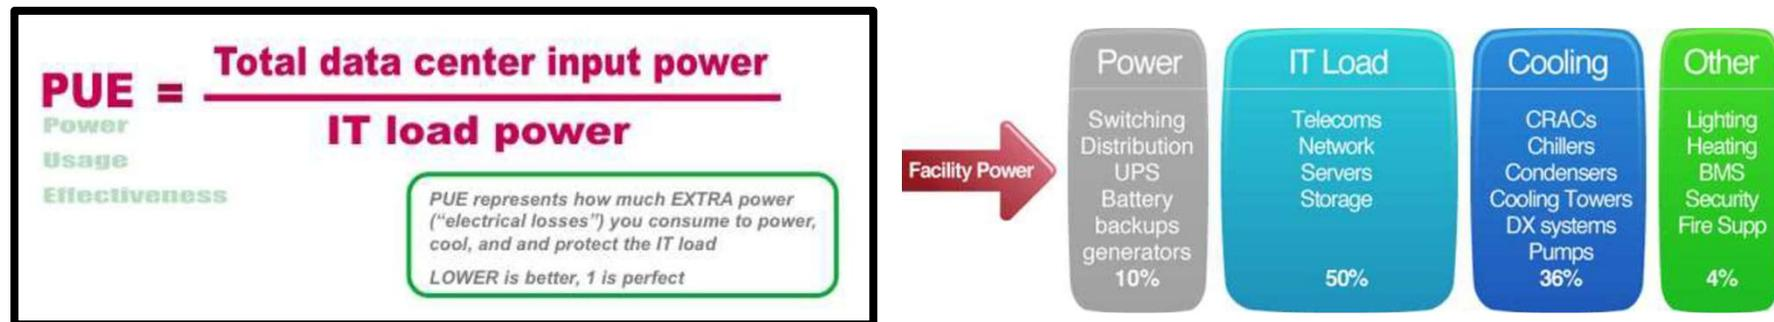 Total data center input power
PUE =
IT load power
Power
Usage
Effectiveness
PUE represents how much EXTRA power
("electrical losses") you consume to power,
cool, and and protect the IT load
LOWER is better, 1 is perfect
Facility Power
Power
Switching
Distribution
UPS
Battery
backups
generators
10%
IT Load
Telecoms
Network
Servers
Storage
50%
Cooling
CRACs
Chillers
Condensers
Cooling Towers
DX systems
Pumps
36%
Other
Lighting
Heating
BMS
Security
Fire Supp
4%